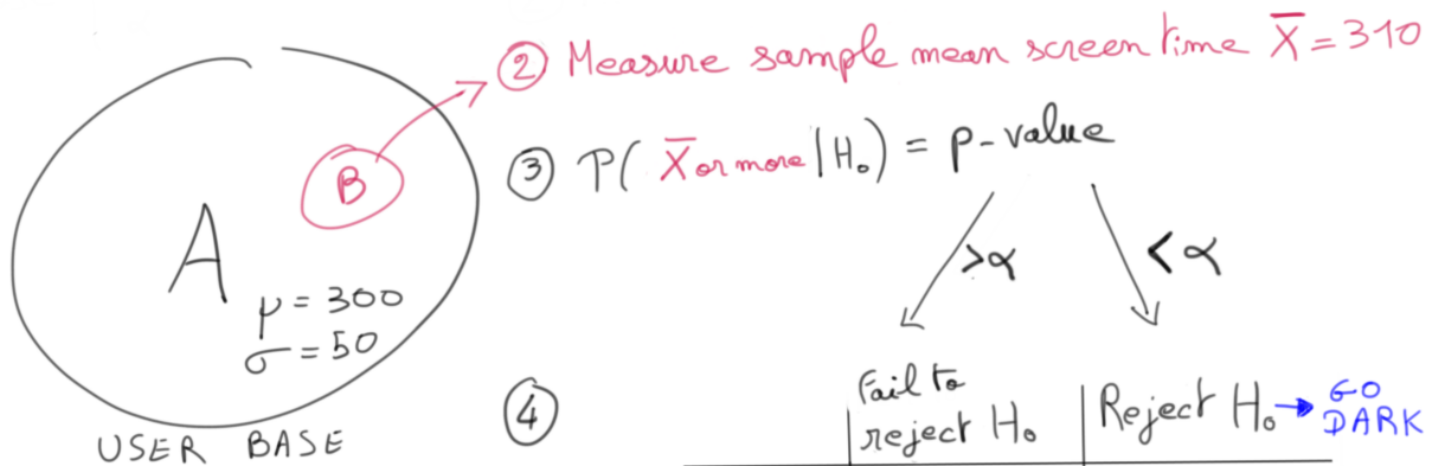 ② Measure sample mean screen time X̄ = 310
③ P( X̄ or more | H₀) = p-value
B
A
μ = 300
σ = 50
>α
<α
④
Fail to
reject H₀
Reject H₀ → GO
DARK
USER BASE